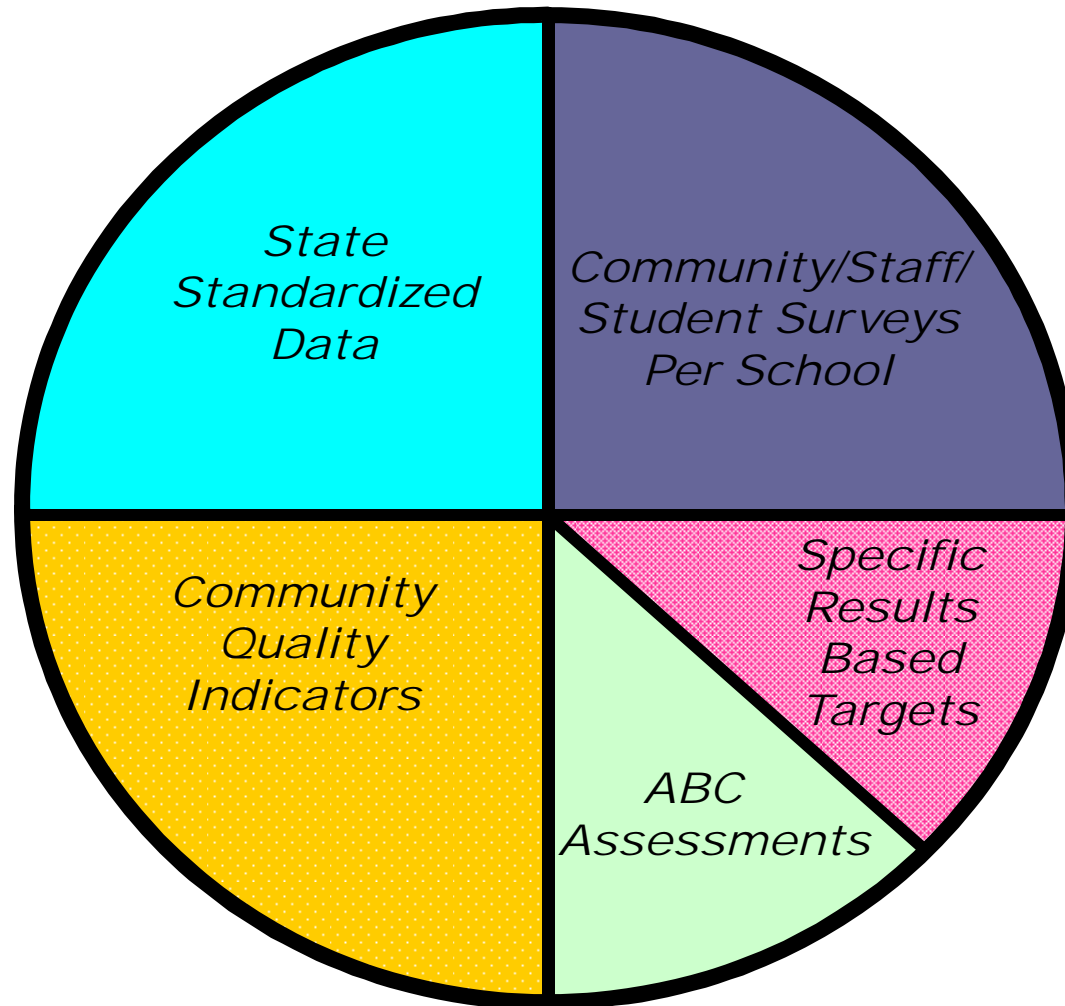 State
Standardized
Data
Community/Staff/
Student Surveys
Per School
Community
Quality
Indicators
Specific
Results
Based
Targets
ABC
Assessments